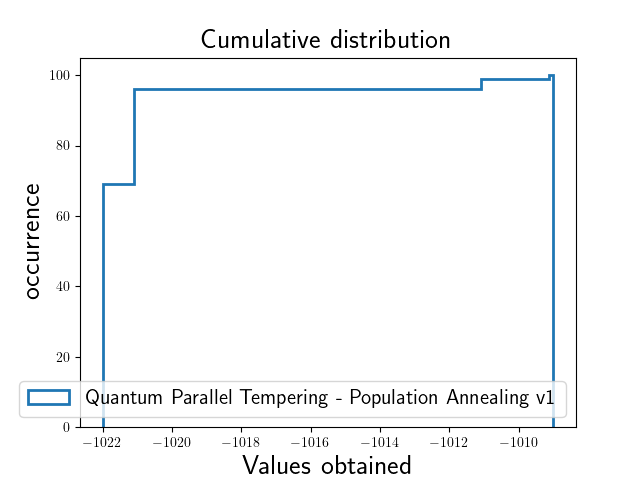 Cumulative distribution
occurrence
100
80
60
40
20
0
Quantum Parallel Tempering - Population Annealing v1
−1022 −1020 −1018 −1016 −1014 −1012 −1010
Values obtained